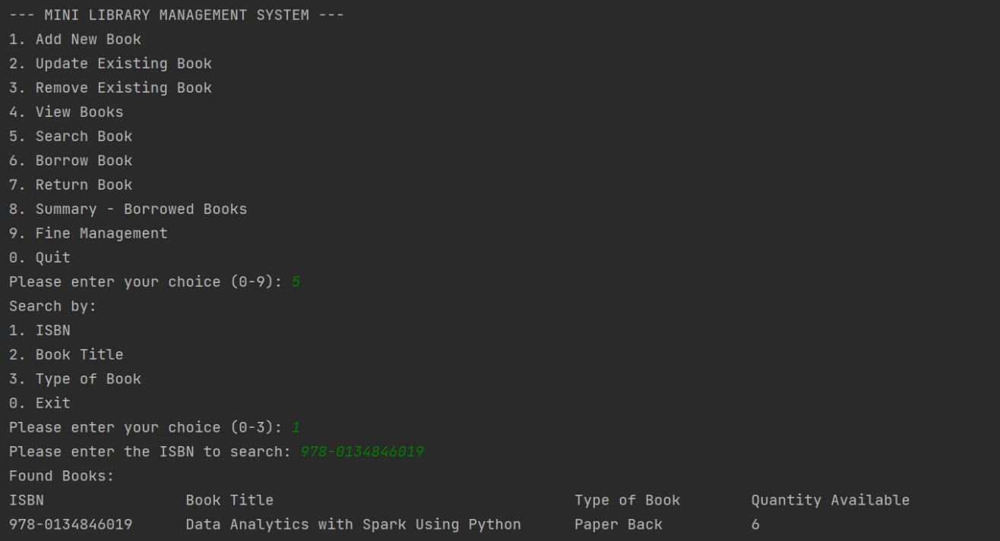 --- MINI LIBRARY MANAGEMENT SYSTEM ---
1. Add New Book
2. Update Existing Book
3. Remove Existing Book
4. View Books
5. Search Book
6. Borrow Book
7. Return Book
8. Summary - Borrowed Books
9. Fine Management
0. Quit
Please enter your choice (0-9): 5
Search by:
1. ISBN
2. Book Title
3. Type of Book
0. Exit
Please enter your choice (0-3): 1
Please enter the ISBN to search: 978-0134846019
Found Books:
ISBN Book Title Type of Book Quantity Available
978-0134846019 Data Analytics with Spark Using Python Paper Back 6